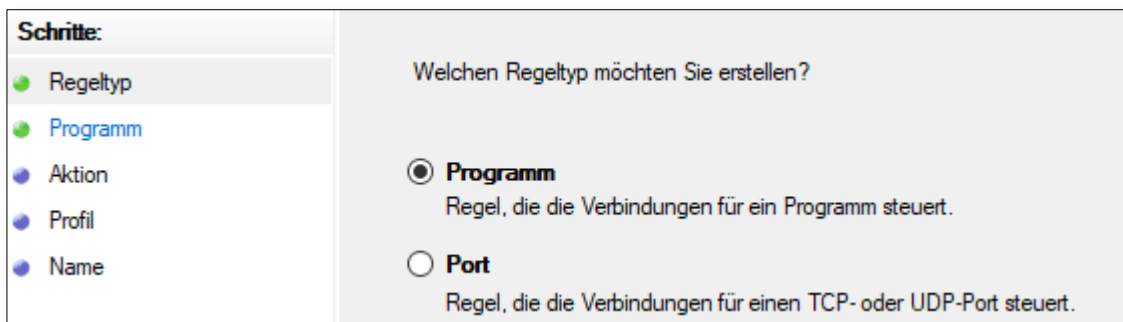 Schritte:
Regeltyp
Programm
Aktion
Profil
Name
Welchen Regeltyp möchten Sie erstellen?
Programm
Regel, die die Verbindungen für ein Programm steuert.
Port
Regel, die die Verbindungen für einen TCP- oder UDP-Port steuert.